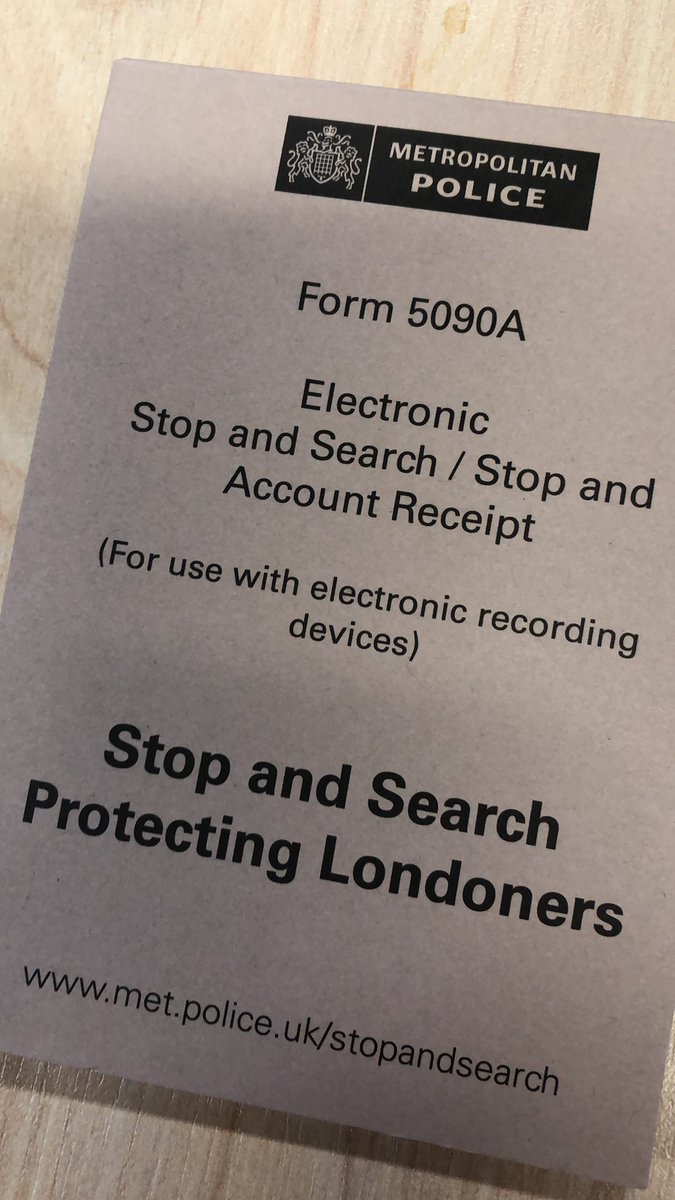 METROPOLITAN
POLICE
Form 5090A
Electronic
Stop and Search / Stop and
Account Receipt
(For use with electronic recording
devices)
Stop and Search
Protecting Londoners
www.met.police.uk/stopandsearch